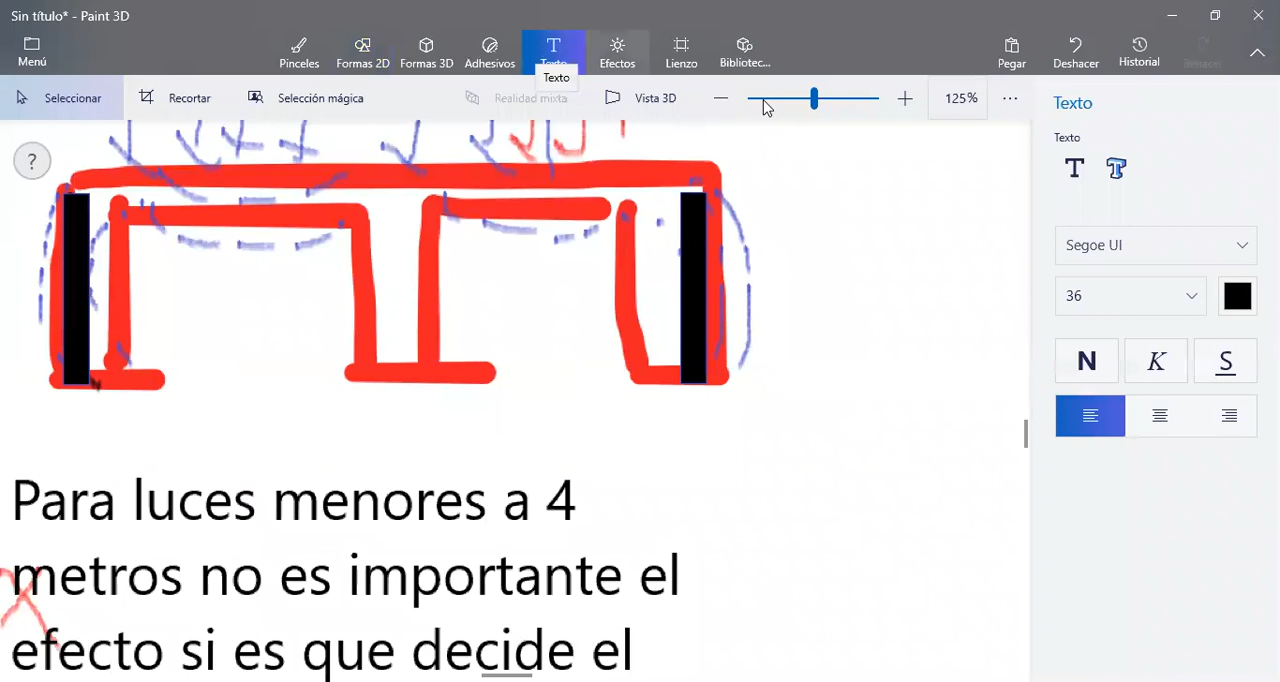 Sin título* - Paint 3D
Menú
Pinceles
Formas 2D
Formas 3D
Adhesivos
Texto
Efectos
Lienzo
Bibliotec...
Pegar
Deshacer
Historial
Rehacer
Texto
Seleccionar
Recortar
Selección mágica
Realidad mixta
Vista 3D
125%
Texto
Texto
T
T
Segoe UI
36
N
K
S
?
Para luces menores a 4
metros no es importante el
efecto si es que decide el